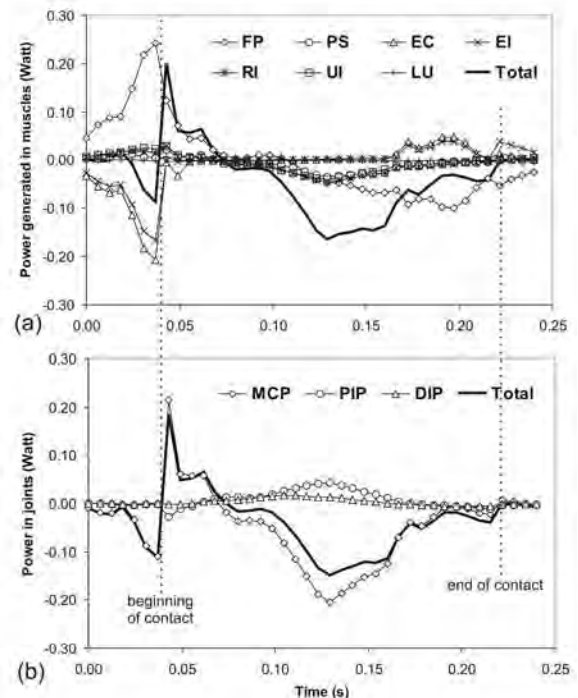 FP PS EC EI
RI UI LU Total
Power generated in muscles (Watt)
0.30
0.20
0.10
0.00
-0.10
-0.20
-0.30
0.00 0.05 0.10 0.15 0.20 0.25
(a)
MCP PIP DIP Total
Power in joints (Watt)
0.30
0.20
0.10
0.00
-0.10
-0.20
-0.30
beginning
of contact
end of contact
0.00 0.05 0.10 0.15 0.20 0.25
(b)
Time (s)